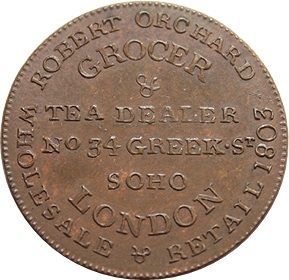 ROBERT ORCHARD
GROCER
&
TEA DEALER
No 34 GREEK·ST
SOHO
LONDON
WHOLESALE & RETAIL 1803